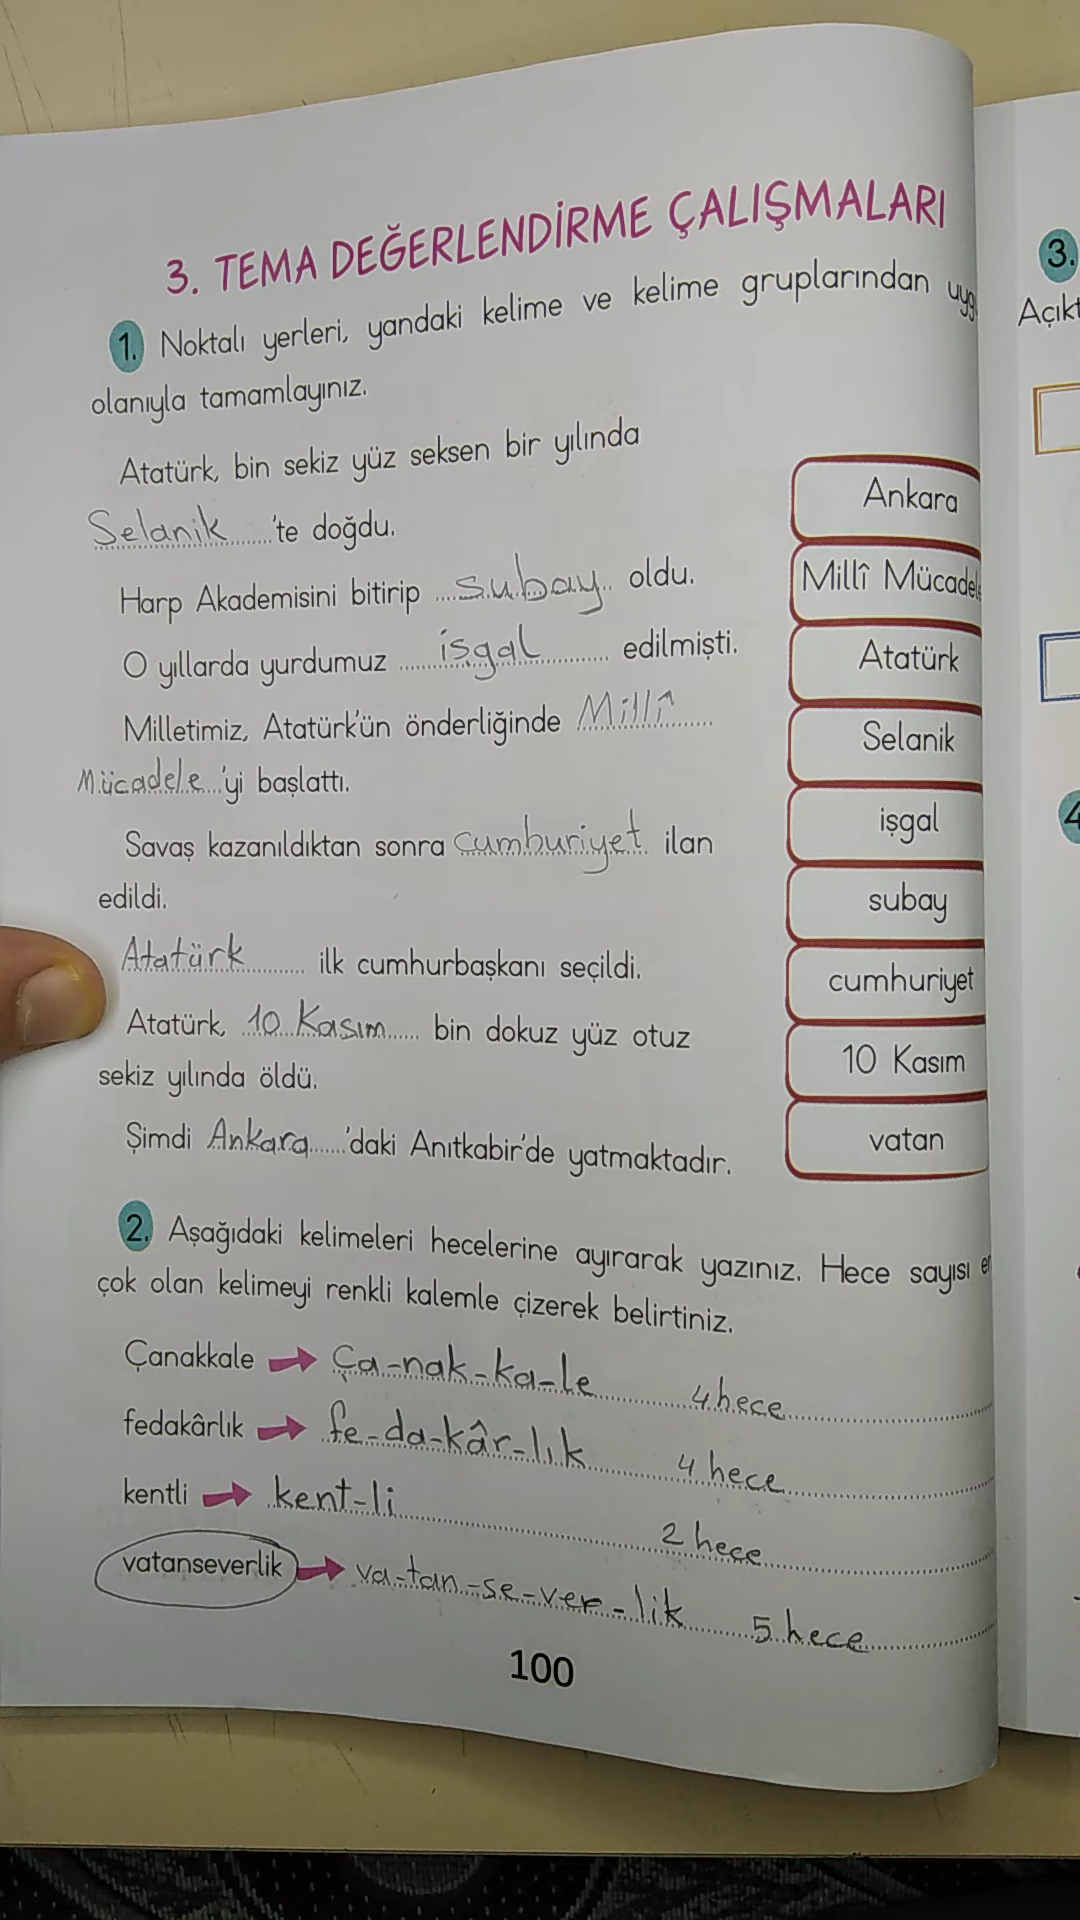 3. TEMA DEĞERLENDİRME ÇALIŞMALARI
1. Noktalı yerleri, yandaki kelime ve kelime gruplarından uyg
olanıyla tamamlayınız.
Atatürk, bin sekiz yüz seksen bir yılında
Selanik 'te doğdu.
Harp Akademisini bitirip subay oldu.
O yıllarda yurdumuz işgal edilmişti.
Milletimiz, Atatürk'ün önderliğinde Millî
Mücadele 'yi başlattı.
Savaş kazanıldıktan sonra cumhuriyet ilan
edildi.
Atatürk ilk cumhurbaşkanı seçildi.
Atatürk, 10 Kasım bin dokuz yüz otuz
sekiz yılında öldü.
Şimdi Ankara 'daki Anıtkabir'de yatmaktadır.
Ankara
Millî Mücadele
Atatürk
Selanik
işgal
subay
cumhuriyet
10 Kasım
vatan
2. Aşağıdaki kelimeleri hecelerine ayırarak yazınız. Hece sayısı en
çok olan kelimeyi renkli kalemle çizerek belirtiniz.
Çanakkale Ça-nak-ka-le 4 hece
fedakârlık fe-da-kâr-lık 4 hece
kentli kent-li 2 hece
vatanseverlik va-tan-se-ver-lik 5 hece
100
3.
Açıkt
4